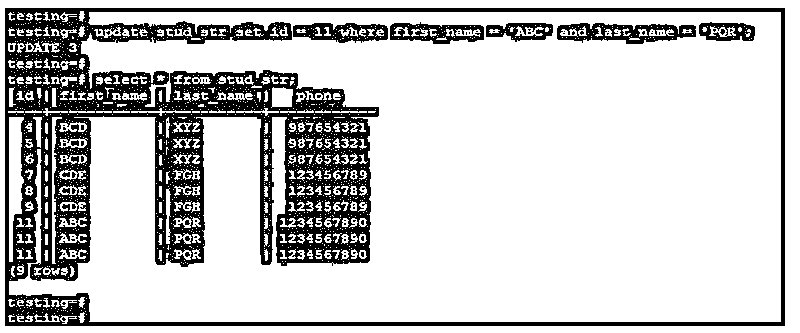 testing=#
testing=# update stud_str set id = 11 where first_name = 'ABC' and last_name = 'PQR';
UPDATE 3
testing=#
testing=# select * from stud_str;
id | first_name | last_name | phone
4 | BCD | XYZ | 987654321
5 | BCD | XYZ | 987654321
6 | BCD | XYZ | 987654321
7 | CDE | FGH | 123456789
8 | CDE | FGH | 123456789
9 | CDE | FGH | 123456789
11 | ABC | PQR | 1234567890
11 | ABC | PQR | 1234567890
11 | ABC | PQR | 1234567890
(9 rows)
testing=#
testing=#